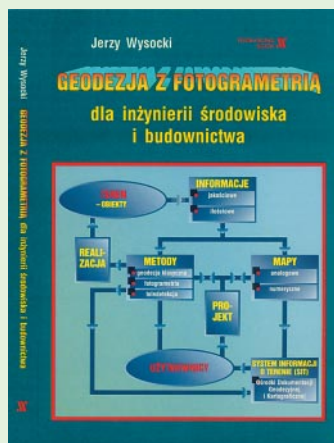 Jerzy Wysocki GEODEZJA Z FOTOGRAMETRIĄ dla inżynierii środowiska i budownictwa
Jerzy Wysocki
GEODEZJA Z FOTOGRAMETRIĄ
dla inżynierii środowiska
i budownictwa
TEREN
- OBIEKTY
INFORMACJE
jakościowe
ilościowe
REALI-
ZACJA
METODY
geodezja klasyczna
fotogrametria
teledetekcja
MAPY
analogowe
numeryczne
PRO-
JEKT
UŻYTKOWNICY
SYSTEM INFORMACJI
O TERENIE (SIT)
Ośrodki Dokumentacji
Geodezyjnej
i Kartograficznej